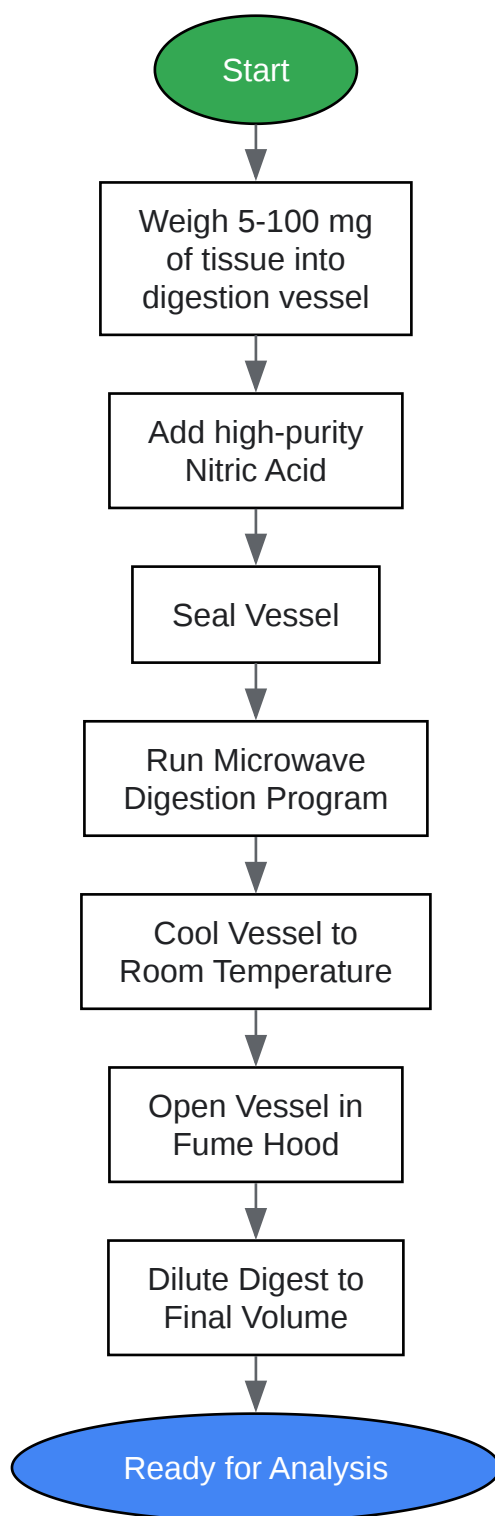 Start
Weigh 5-100 mg
of tissue into
digestion vessel
Add high-purity
Nitric Acid
Seal Vessel
Run Microwave
Digestion Program
Cool Vessel to
Room Temperature
Open Vessel in
Fume Hood
Dilute Digest to
Final Volume
Ready for Analysis